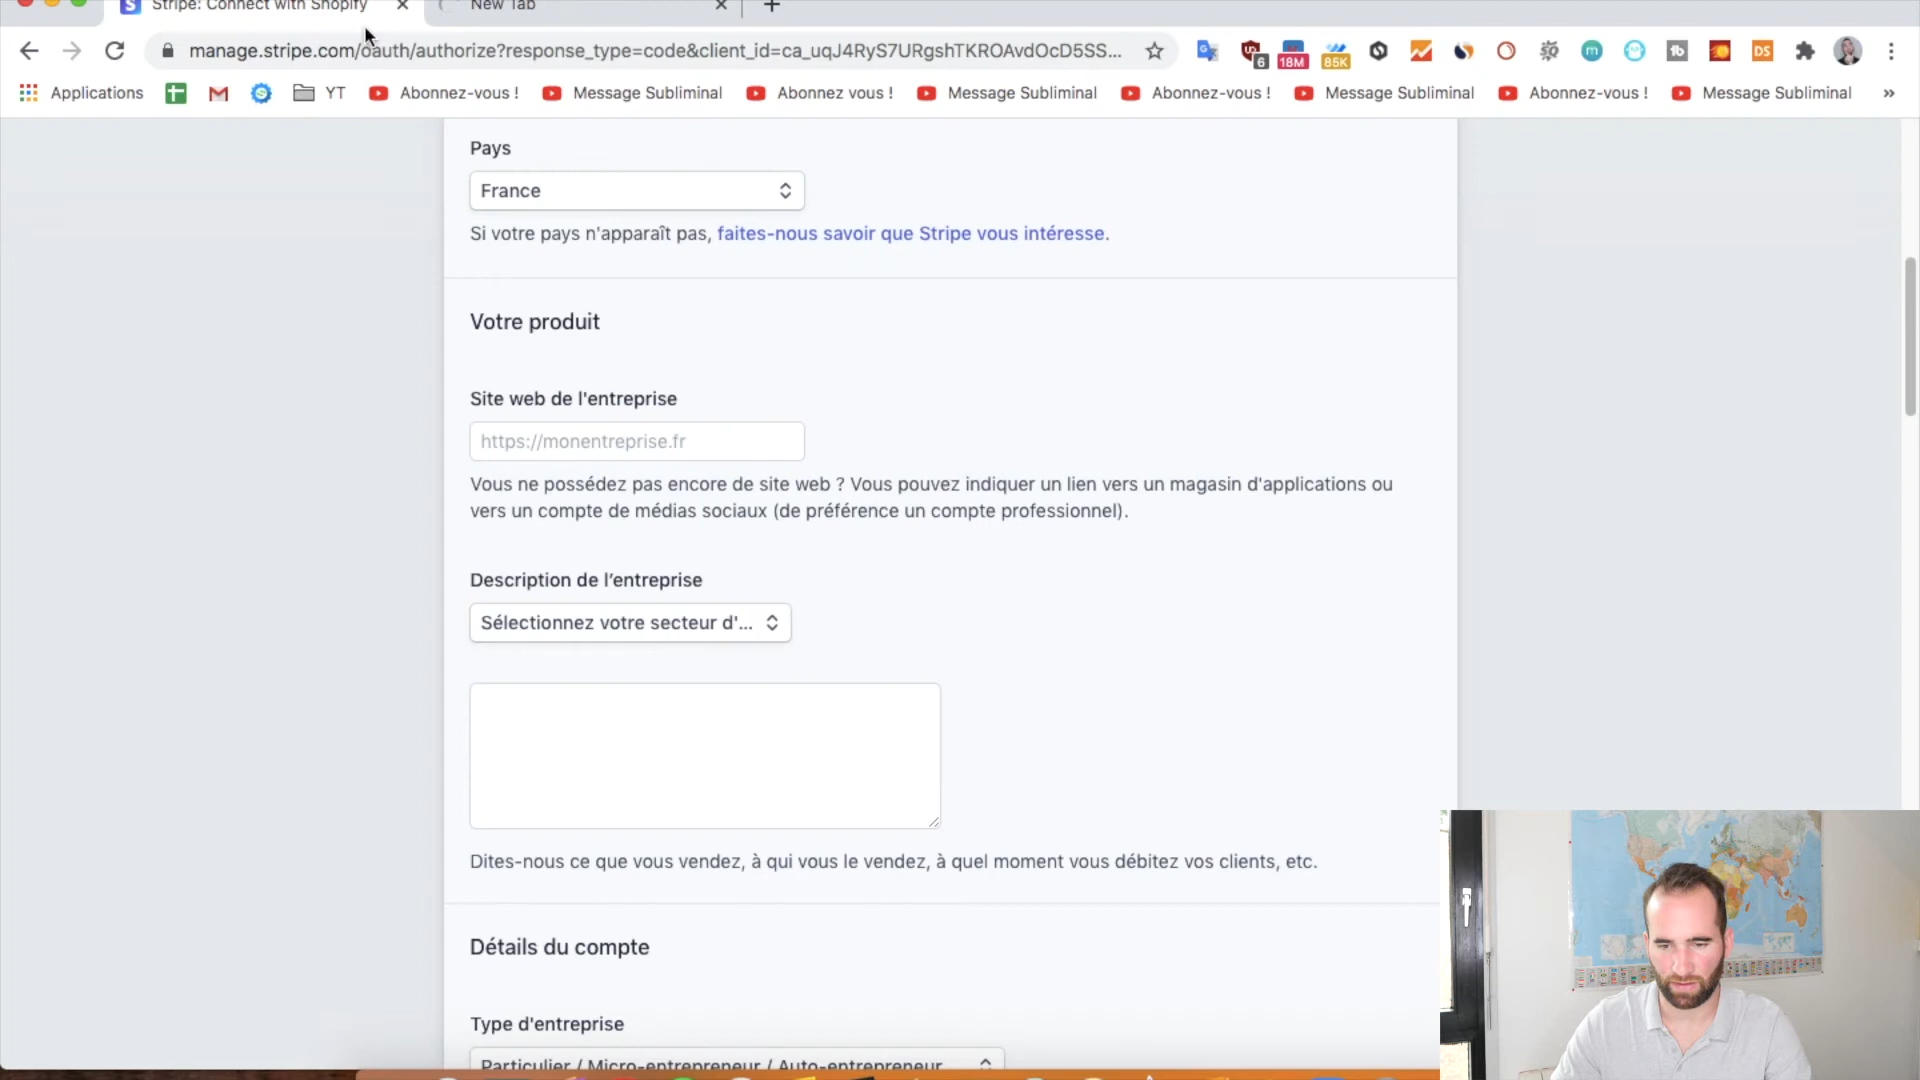 Stripe: Connect with Shopify
New Tab
manage.stripe.com/oauth/authorize?response_type=code&client_id=ca_uqJ4RyS7URgshTKROAvdOcD5SS...
6
18M
85K
m
tb
DS
Applications
YT
Abonnez-vous !
Message Subliminal
Abonnez vous !
Message Subliminal
Abonnez-vous !
Message Subliminal
Abonnez-vous !
Message Subliminal
»
Pays
France
Si votre pays n'apparaît pas, faites-nous savoir que Stripe vous intéresse.
Votre produit
Site web de l'entreprise
https://monentreprise.fr
Vous ne possédez pas encore de site web ? Vous pouvez indiquer un lien vers un magasin d'applications ou
vers un compte de médias sociaux (de préférence un compte professionnel).
Description de l’entreprise
Sélectionnez votre secteur d'...
Dites-nous ce que vous vendez, à qui vous le vendez, à quel moment vous débitez vos clients, etc.
Détails du compte
Type d'entreprise
Particulier / Micro-entrepreneur / Auto-entrepreneur